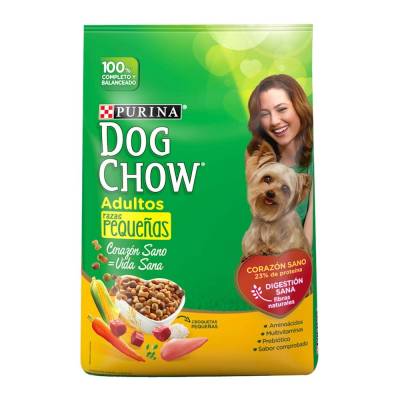 100%
COMPLETO y
BALANCEADO
PURINA
DOG
CHOW®
Adultos
razas
PEQUEÑAS
Corazón Sano
= Vida Sana
CORAZÓN SANO
23% de proteína
DIGESTIÓN
SANA
fibras
naturales
CROQUETAS
PEQUEÑAS
• Aminoácidos
• Multivitaminas
• Prebiótico
• Sabor comprobado